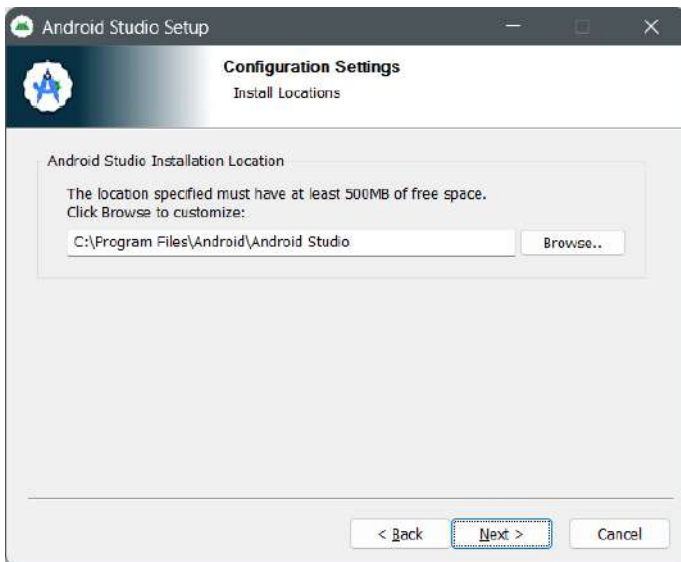 Android Studio Setup
Configuration Settings
Install Locations
Android Studio Installation Location
The location specified must have at least 500MB of free space.
Click Browse to customize:
C:\Program Files\Android\Android Studio
Browse..
< Back
Next >
Cancel